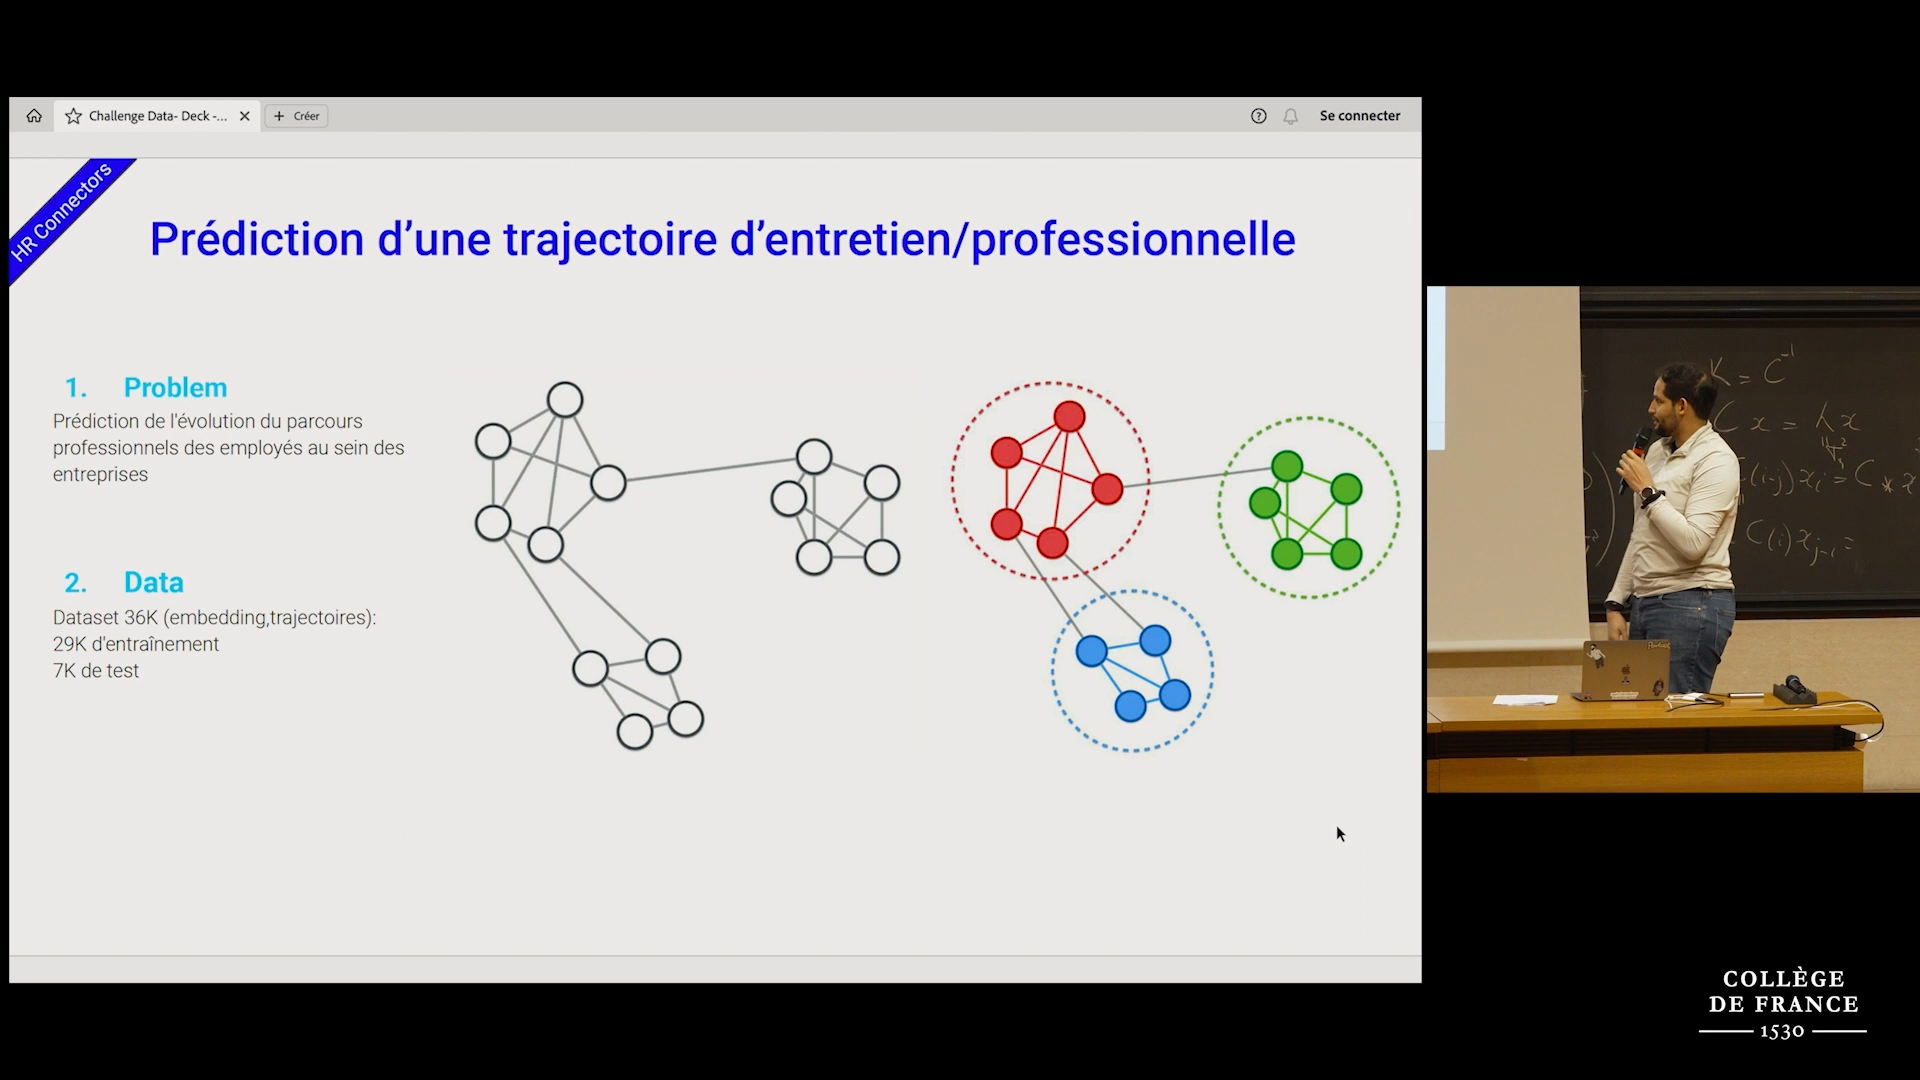 Challenge Data- Deck -...
Créer
Se connecter
HR Connectors
Prédiction d'une trajectoire d'entretien/professionnelle
1. Problem
Prédiction de l'évolution du parcours
professionnels des employés au sein des
entreprises
2. Data
Dataset 36K (embedding,trajectoires):
29K d'entraînement
7K de test
K = C⁻¹
C x = λ x
COLLÈGE
DE FRANCE
1530